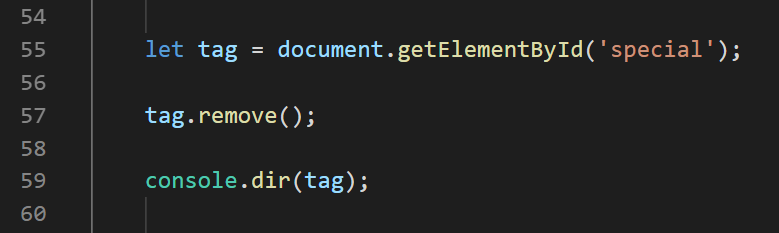 54
55 let tag = document.getElementById('special');
56
57 tag.remove();
58
59 console.dir(tag);
60